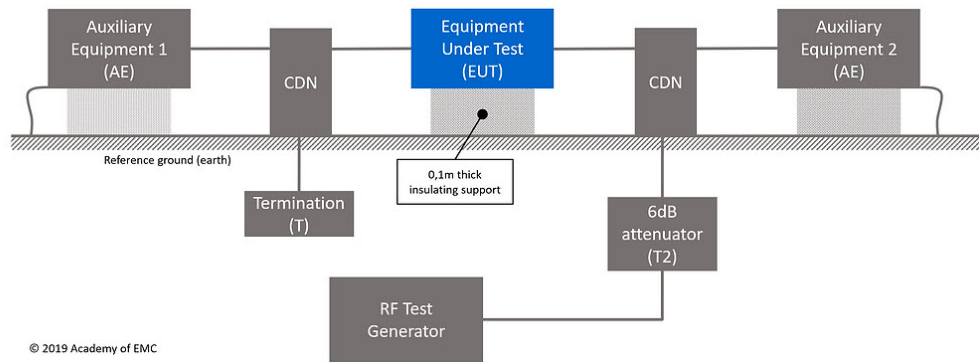 Auxiliary
Equipment 1
(AE)
CDN
Equipment
Under Test
(EUT)
CDN
Auxiliary
Equipment 2
(AE)
Reference ground (earth)
0,1m thick
insulating support
Termination
(T)
6dB
attenuator
(T2)
RF Test
Generator
© 2019 Academy of EMC